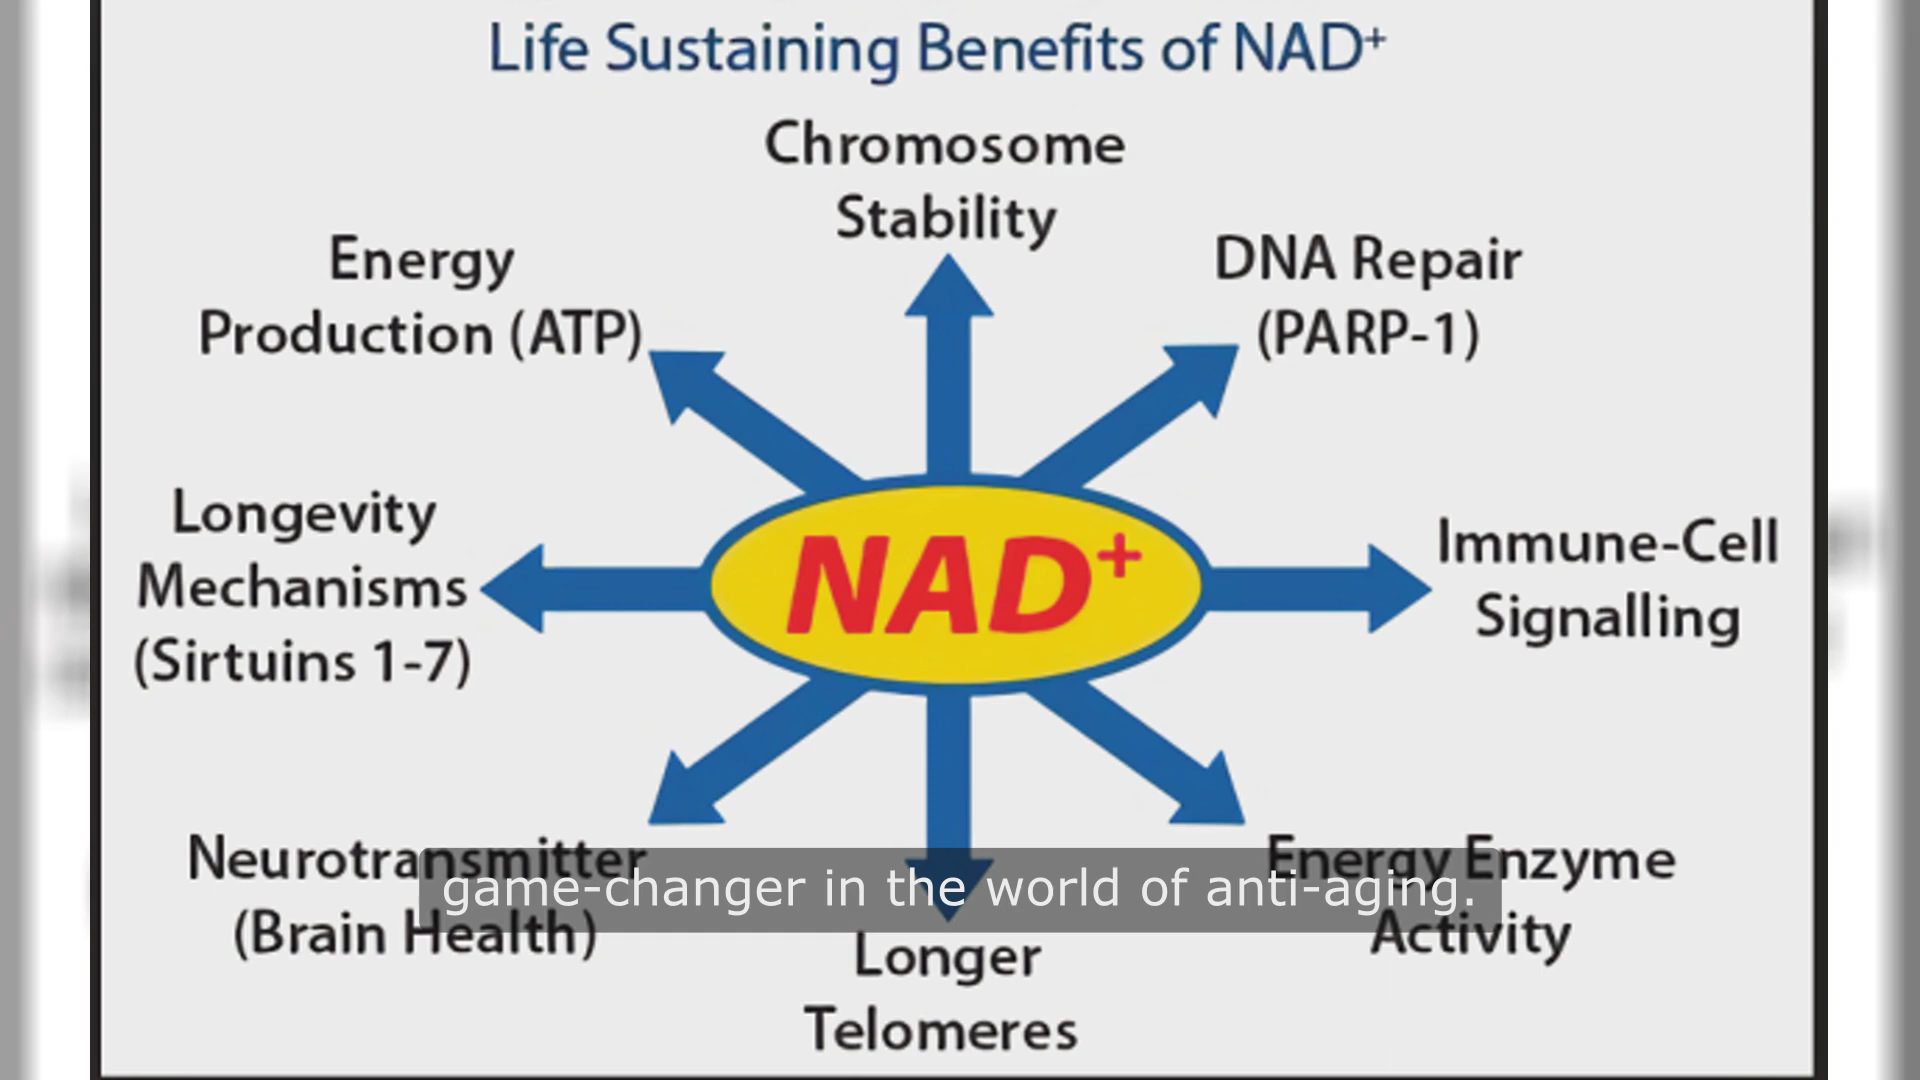 Life Sustaining Benefits of NAD+
Chromosome
Stability
Energy
Production (ATP)
DNA Repair
(PARP-1)
Longevity
Mechanisms
(Sirtuins 1-7)
NAD+
Immune-Cell
Signalling
Neurotransmitter
(Brain Health)
Energy Enzyme
Activity
game-changer in the world of anti-aging.
Longer
Telomeres